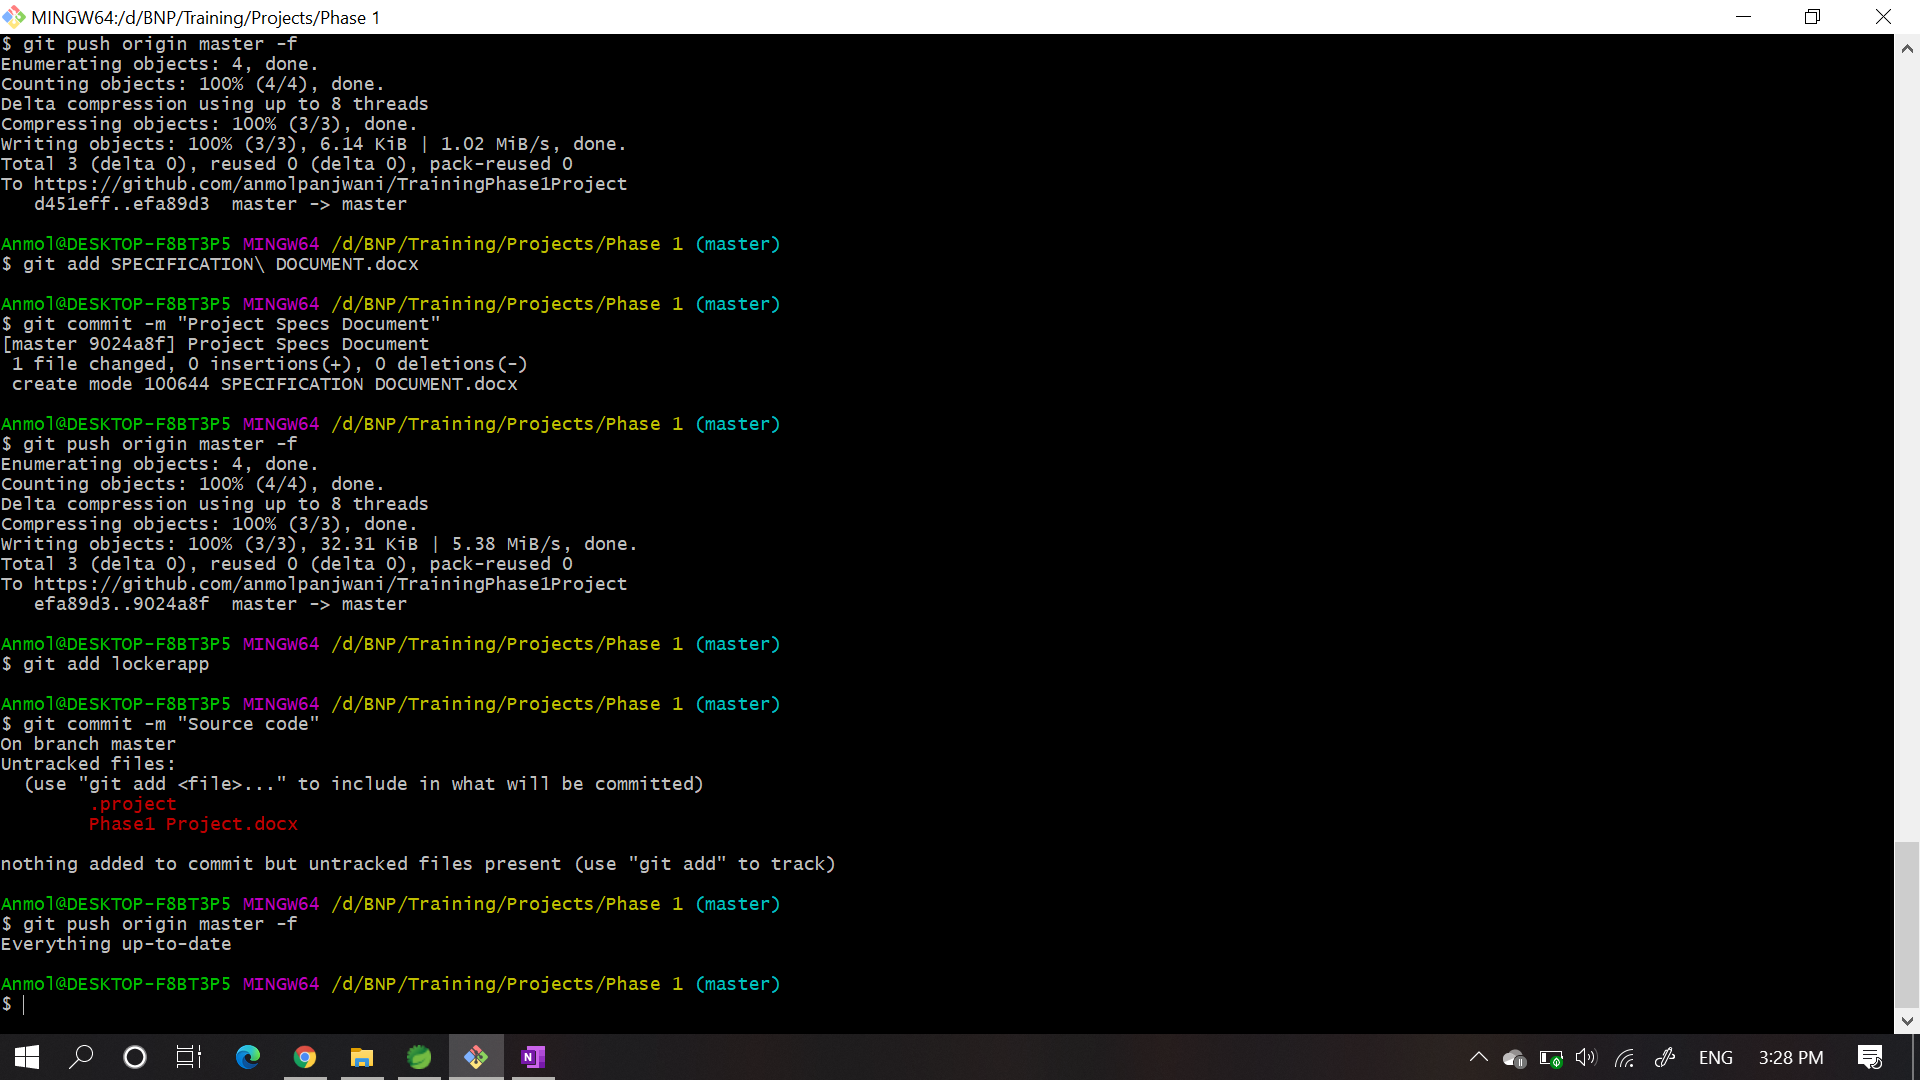 MINGW64:/d/BNP/Training/Projects/Phase 1
$ git push origin master -f
Enumerating objects: 4, done.
Counting objects: 100% (4/4), done.
Delta compression using up to 8 threads
Compressing objects: 100% (3/3), done.
Writing objects: 100% (3/3), 6.14 KiB | 1.02 MiB/s, done.
Total 3 (delta 0), reused 0 (delta 0), pack-reused 0
To https://github.com/anmolpanjwani/TrainingPhase1Project
   d451eff..efa89d3  master -> master
Anmol@DESKTOP-F8BT3P5 MINGW64 /d/BNP/Training/Projects/Phase 1 (master)
$ git add SPECIFICATION\ DOCUMENT.docx
Anmol@DESKTOP-F8BT3P5 MINGW64 /d/BNP/Training/Projects/Phase 1 (master)
$ git commit -m "Project Specs Document"
[master 9024a8f] Project Specs Document
 1 file changed, 0 insertions(+), 0 deletions(-)
 create mode 100644 SPECIFICATION DOCUMENT.docx
Anmol@DESKTOP-F8BT3P5 MINGW64 /d/BNP/Training/Projects/Phase 1 (master)
$ git push origin master -f
Enumerating objects: 4, done.
Counting objects: 100% (4/4), done.
Delta compression using up to 8 threads
Compressing objects: 100% (3/3), done.
Writing objects: 100% (3/3), 32.31 KiB | 5.38 MiB/s, done.
Total 3 (delta 0), reused 0 (delta 0), pack-reused 0
To https://github.com/anmolpanjwani/TrainingPhase1Project
   efa89d3..9024a8f  master -> master
Anmol@DESKTOP-F8BT3P5 MINGW64 /d/BNP/Training/Projects/Phase 1 (master)
$ git add lockerapp
Anmol@DESKTOP-F8BT3P5 MINGW64 /d/BNP/Training/Projects/Phase 1 (master)
$ git commit -m "Source code"
On branch master
Untracked files:
  (use "git add <file>..." to include in what will be committed)
        .project
        Phase1 Project.docx
nothing added to commit but untracked files present (use "git add" to track)
Anmol@DESKTOP-F8BT3P5 MINGW64 /d/BNP/Training/Projects/Phase 1 (master)
$ git push origin master -f
Everything up-to-date
Anmol@DESKTOP-F8BT3P5 MINGW64 /d/BNP/Training/Projects/Phase 1 (master)
$
N ENG 3:28 PM